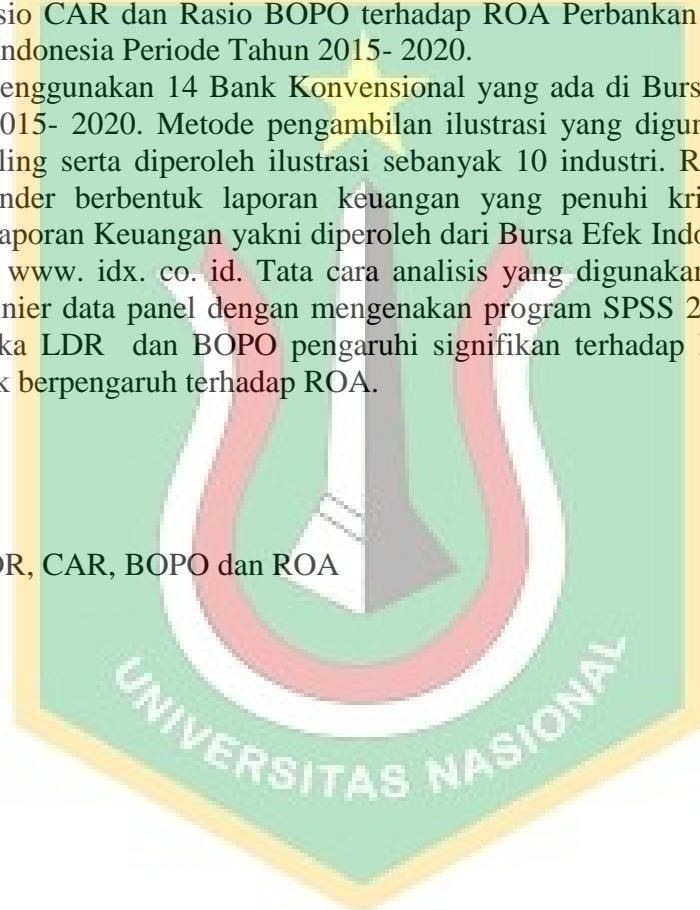 sio CAR dan Rasio BOPO terhadap ROA Perbankan
ndonesia Periode Tahun 2015- 2020.
enggunakan 14 Bank Konvensional yang ada di Burs
015- 2020. Metode pengambilan ilustrasi yang digun
ling serta diperoleh ilustrasi sebanyak 10 industri. R
nder berbentuk laporan keuangan yang penuhi kri
aporan Keuangan yakni diperoleh dari Bursa Efek Indo
www. idx. co. id. Tata cara analisis yang digunakan
nier data panel dengan mengenakan program SPSS 2
ka LDR dan BOPO pengaruhi signifikan terhadap
k berpengaruh terhadap ROA.
DR, CAR, BOPO dan ROA
UNIVERSITAS NASIONAL